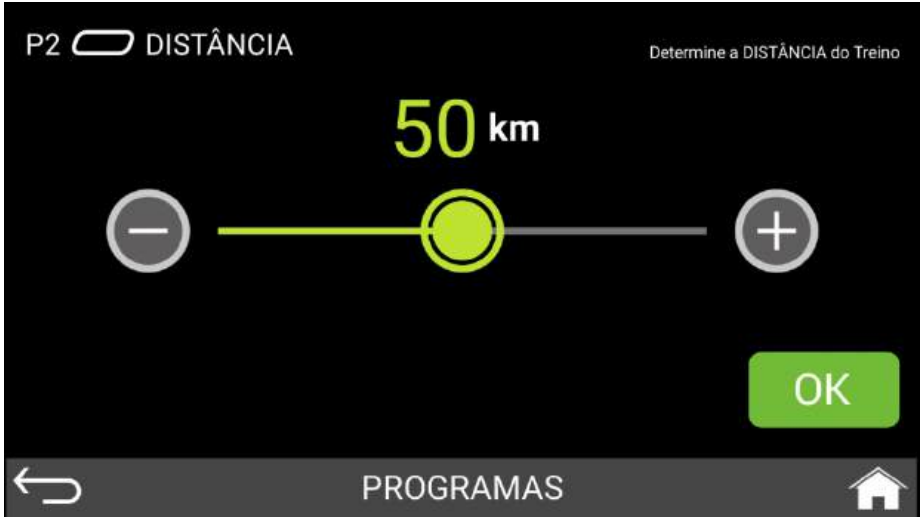 P2 DISTÂNCIA
Determine a DISTÂNCIA do Treino
50 km
OK
PROGRAMAS